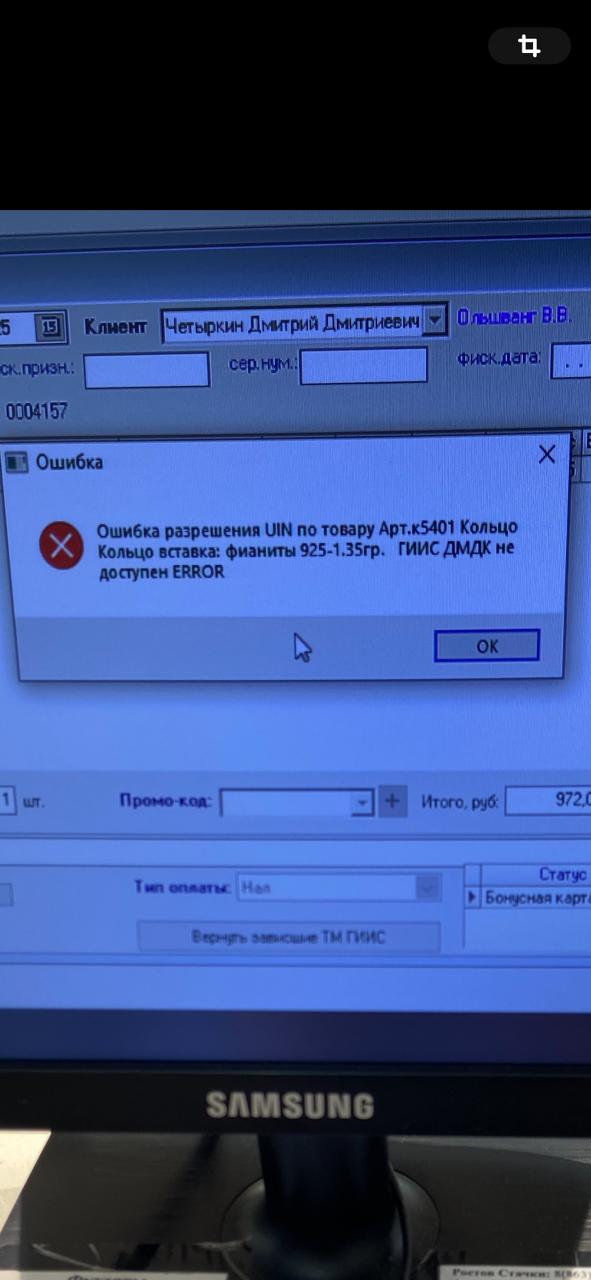 5 15 Клиент Четыркин Дмитрий Дмитриевич Ольшванг В.В.
ск.призн.: сер.нум.: фиск.дата: . .
0004157
Ошибка
Ошибка разрешения UIN по товару Арт.к5401 Кольцо
Кольцо вставка: фианиты 925-1.35гр. ГИИС ДМДК не
доступен ERROR
OK
1 шт. Промо-код: + Итого, руб: 972,0
Тип оплаты: Нал Статус
Бонусная карта
Вернуть зависшие ТМ ГИИС
SAMSUNG
Ростов Стачки: 8(863)